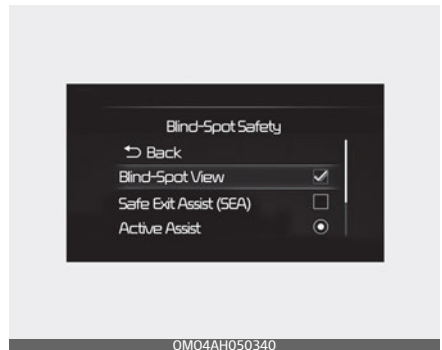 Blind-Spot Safety
Back
Blind-Spot View
Safe Exit Assist (SEA)
Active Assist
OMO4AH050340